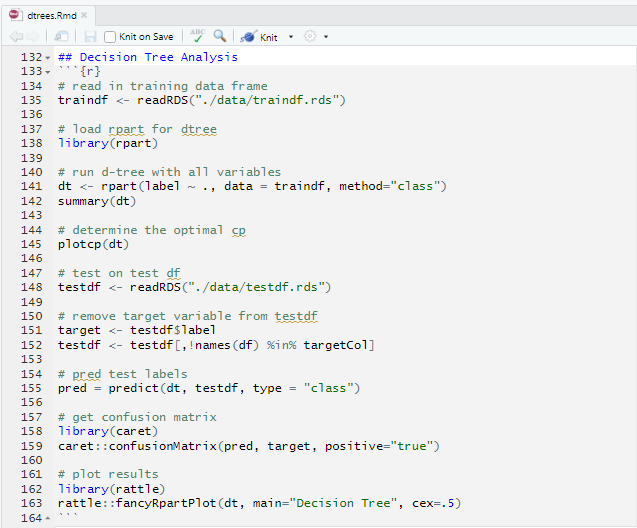 dtrees.Rmd
Knit on Save ABC Knit
132 ## Decision Tree Analysis
133 ```{r}
134 # read in training data frame
135 traindf <- readRDS("./data/traindf.rds")
136
137 # load rpart for dtree
138 library(rpart)
139
140 # run d-tree with all variables
141 dt <- rpart(label ~ ., data = traindf, method="class")
142 summary(dt)
143
144 # determine the optimal cp
145 plotcp(dt)
146
147 # test on test df
148 testdf <- readRDS("./data/testdf.rds")
149
150 # remove target variable from testdf
151 target <- testdf$label
152 testdf <- testdf[,!names(df) %in% targetCol]
153
154 # pred test labels
155 pred = predict(dt, testdf, type = "class")
156
157 # get confusion matrix
158 library(caret)
159 caret::confusionMatrix(pred, target, positive="true")
160
161 # plot results
162 library(rattle)
163 rattle::fancyRpartPlot(dt, main="Decision Tree", cex=.5)
164 ```